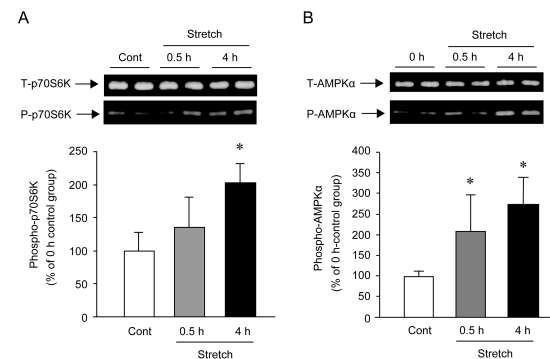 A
Stretch
Cont 0.5 h 4 h
T-p70S6K
P-p70S6K
Phospho-p70S6K
(% of 0 h control group)
250
200
150
100
50
0
*
Cont 0.5 h 4 h
Stretch
B
Stretch
0 h 0.5 h 4 h
T-AMPKα
P-AMPKα
Phospho-AMPKα
(% of 0 h-control group)
400
350
300
250
200
150
100
50
0
* *
Cont 0.5 h 4 h
Stretch